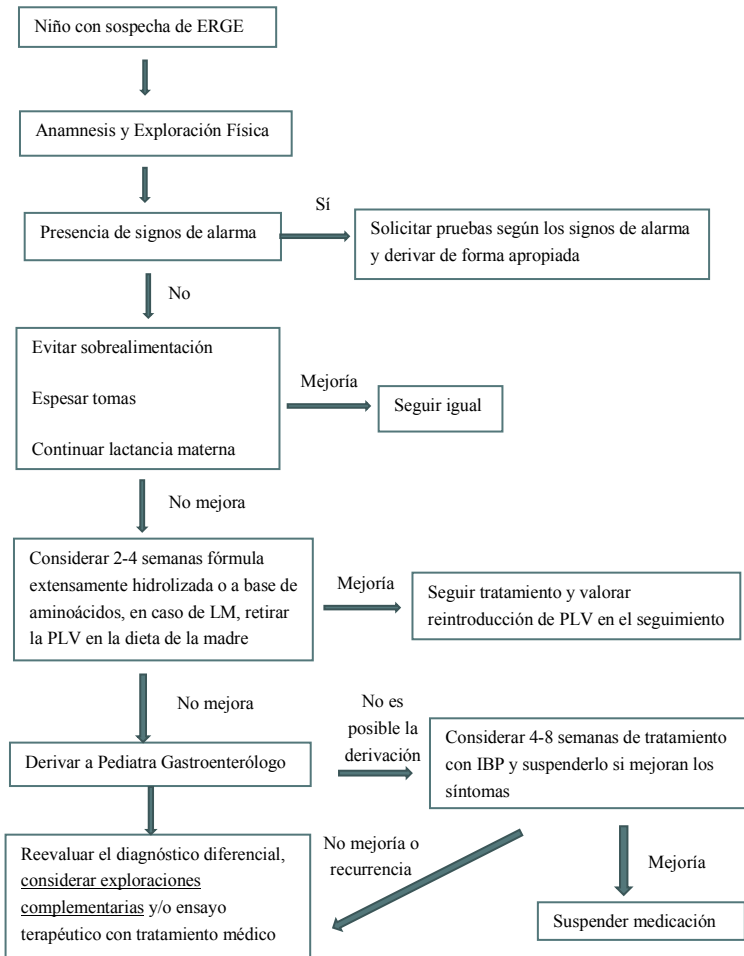 Niño con sospecha de ERGE
Anamnesis y Exploración Física
Sí
Presencia de signos de alarma
Solicitar pruebas según los signos de alarma
y derivar de forma apropiada
No
Evitar sobrealimentación
Espesar tomas
Continuar lactancia materna
Mejoría
Seguir igual
No mejora
Considerar 2-4 semanas fórmula
extensamente hidrolizada o a base de
aminoácidos, en caso de LM, retirar
la PLV en la dieta de la madre
Mejoría
Seguir tratamiento y valorar
reintroducción de PLV en el seguimiento
No mejora
Derivar a Pediatra Gastroenterólogo
No es
posible la
derivación
Considerar 4-8 semanas de tratamiento
con IBP y suspenderlo si mejoran los
síntomas
Reevaluar el diagnóstico diferencial,
considerar exploraciones
complementarias y/o ensayo
terapéutico con tratamiento médico
No mejoría o
recurrencia
Mejoría
Suspender medicación